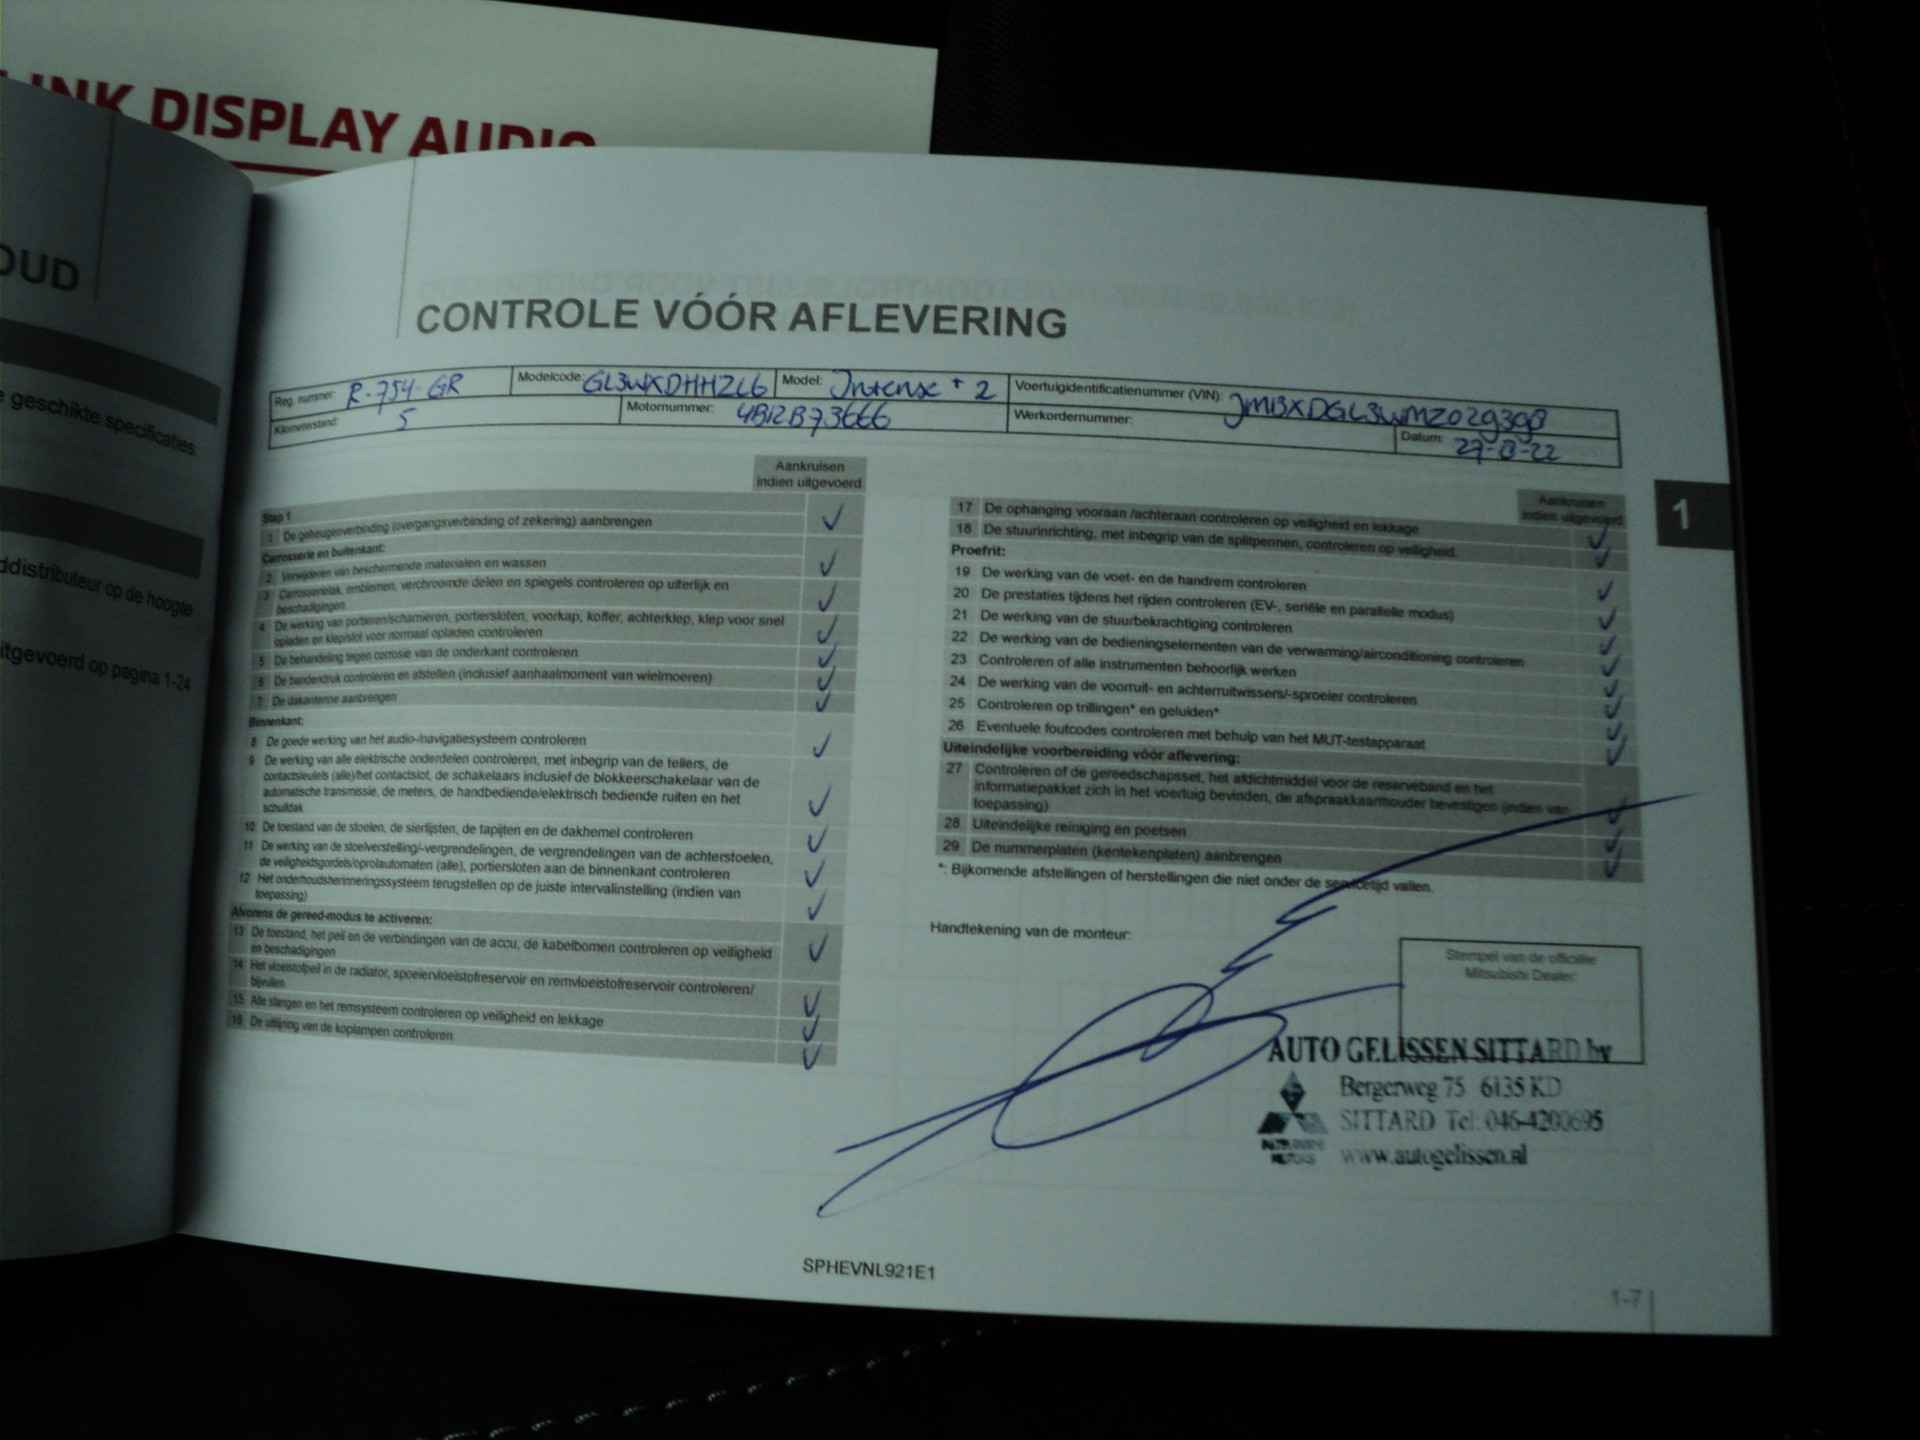 INK DISPLAY AUDIO
OUD
geschikte specificaties.
ddistributeur op de hoogte
itgevoerd op pagina 1-24
CONTROLE VÓÓR AFLEVERING
Reg. nummer: R-754-GR Modelcode: GL3WXDHHZL6 Model: Intense + 2 Voertuigidentificatienummer (VIN): JMBXDGL3WMZ029398
Kilometerstand: 5 Motornummer: 4B12B73666 Werkordernummer: Datum:
Aankruisen
indien uitgevoerd
Stap 1
1 De geheugenverbinding (overgangsverbinding of zekering) aanbrengen
Carrosserie en buitenkant:
2 Verwijderen van beschermende materialen en wassen
3 Carrosserielak, emblemen, verchroomde delen en spiegels controleren op uiterlijk en
beschadigingen
4 De werking van portieren/scharnieren, portiersloten, voorkap, koffer, achterklep, klep voor snel
opladen en klep/slot voor normaal opladen controleren
5 De behandeling tegen corrosie van de onderkant controleren
6 De bandendruk controleren en afstellen (inclusief aanhaalmoment van wielmoeren)
7 De dakantenne aanbrengen
Binnenkant:
8 De goede werking van het audio-/navigatiesysteem controleren
9 De werking van alle elektrische onderdelen controleren, met inbegrip van de tellers, de
contactsleutels (alle)/het contactslot, de schakelaars inclusief de blokkeerschakelaar van de
automatische transmissie, de meters, de handbediende/elektrisch bediende ruiten en het
schuifdak
10 De toestand van de stoelen, de sierlijsten, de tapijten en de dakhemel controleren
11 De werking van de stoelverstelling/-vergrendelingen, de vergrendelingen van de achterstoelen,
de veiligheidsgordels/oprolautomaten (alle), portiersloten aan de binnenkant controleren
12 Het onderhoudsherinneringssysteem terugstellen op de juiste intervalinstelling (indien van
toepassing)
Alvorens de gereed-modus te activeren:
13 De toestand, het peil en de verbindingen van de accu, de kabelbomen controleren op veiligheid
en beschadigingen
14 Het vloeistofpeil in de radiator, spoeiervloeistofreservoir en remvloeistofreservoir controleren/
bijvullen
15 Alle slangen en het remsysteem controleren op veiligheid en lekkage
16 De uitlijning van de koplampen controleren
Aankruisen
indien uitgevoerd
17 De ophanging vooraan /achteraan controleren op veiligheid en lekkage
18 De stuurinrichting, met inbegrip van de splitpennen, controleren op veiligheid.
Proefrit:
19 De werking van de voet- en de handrem controleren
20 De prestaties tijdens het rijden controleren (EV-, seriële en parallelle modus)
21 De werking van de stuurbekrachtiging controleren
22 De werking van de bedieningselementen van de verwarming/airconditioning controleren
23 Controleren of alle instrumenten behoorlijk werken
24 De werking van de voorruit- en achterruitwissers/-sproeier controleren
25 Controleren op trillingen* en geluiden*
26 Eventuele foutcodes controleren met behulp van het MUT-testapparaat
Uiteindelijke voorbereiding vóór aflevering:
27 Controleren of de gereedschapsset, het afdichtmiddel voor de reserveband en het
informatiepakket zich in het voertuig bevinden, de afspraakkaarthouder bevestigen (indien van
toepassing)
28 Uiteindelijke reiniging en poetsen
29 De nummerplaten (kentekenplaten) aanbrengen
*: Bijkomende afstellingen of herstellingen die niet onder de servicetijd vallen.
Handtekening van de monteur:
Stempel van de officiële
Mitsubishi Dealer:
AUTO GELISSEN SITTARD bv
Bergerweg 75 6135 KD
SITTARD Tel: 046-4200695
www.autogelissen.nl
1
SPHEVNL921E1
1-7